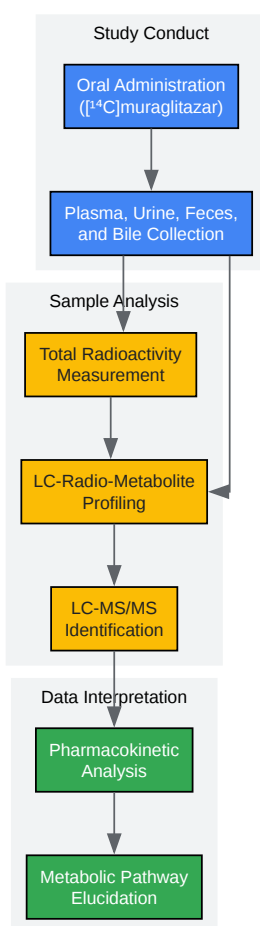 Study Conduct
Oral Administration
([¹⁴C]muraglitazar)
Plasma, Urine, Feces,
and Bile Collection
Sample Analysis
Total Radioactivity
Measurement
LC-Radio-Metabolite
Profiling
LC-MS/MS
Identification
Data Interpretation
Pharmacokinetic
Analysis
Metabolic Pathway
Elucidation